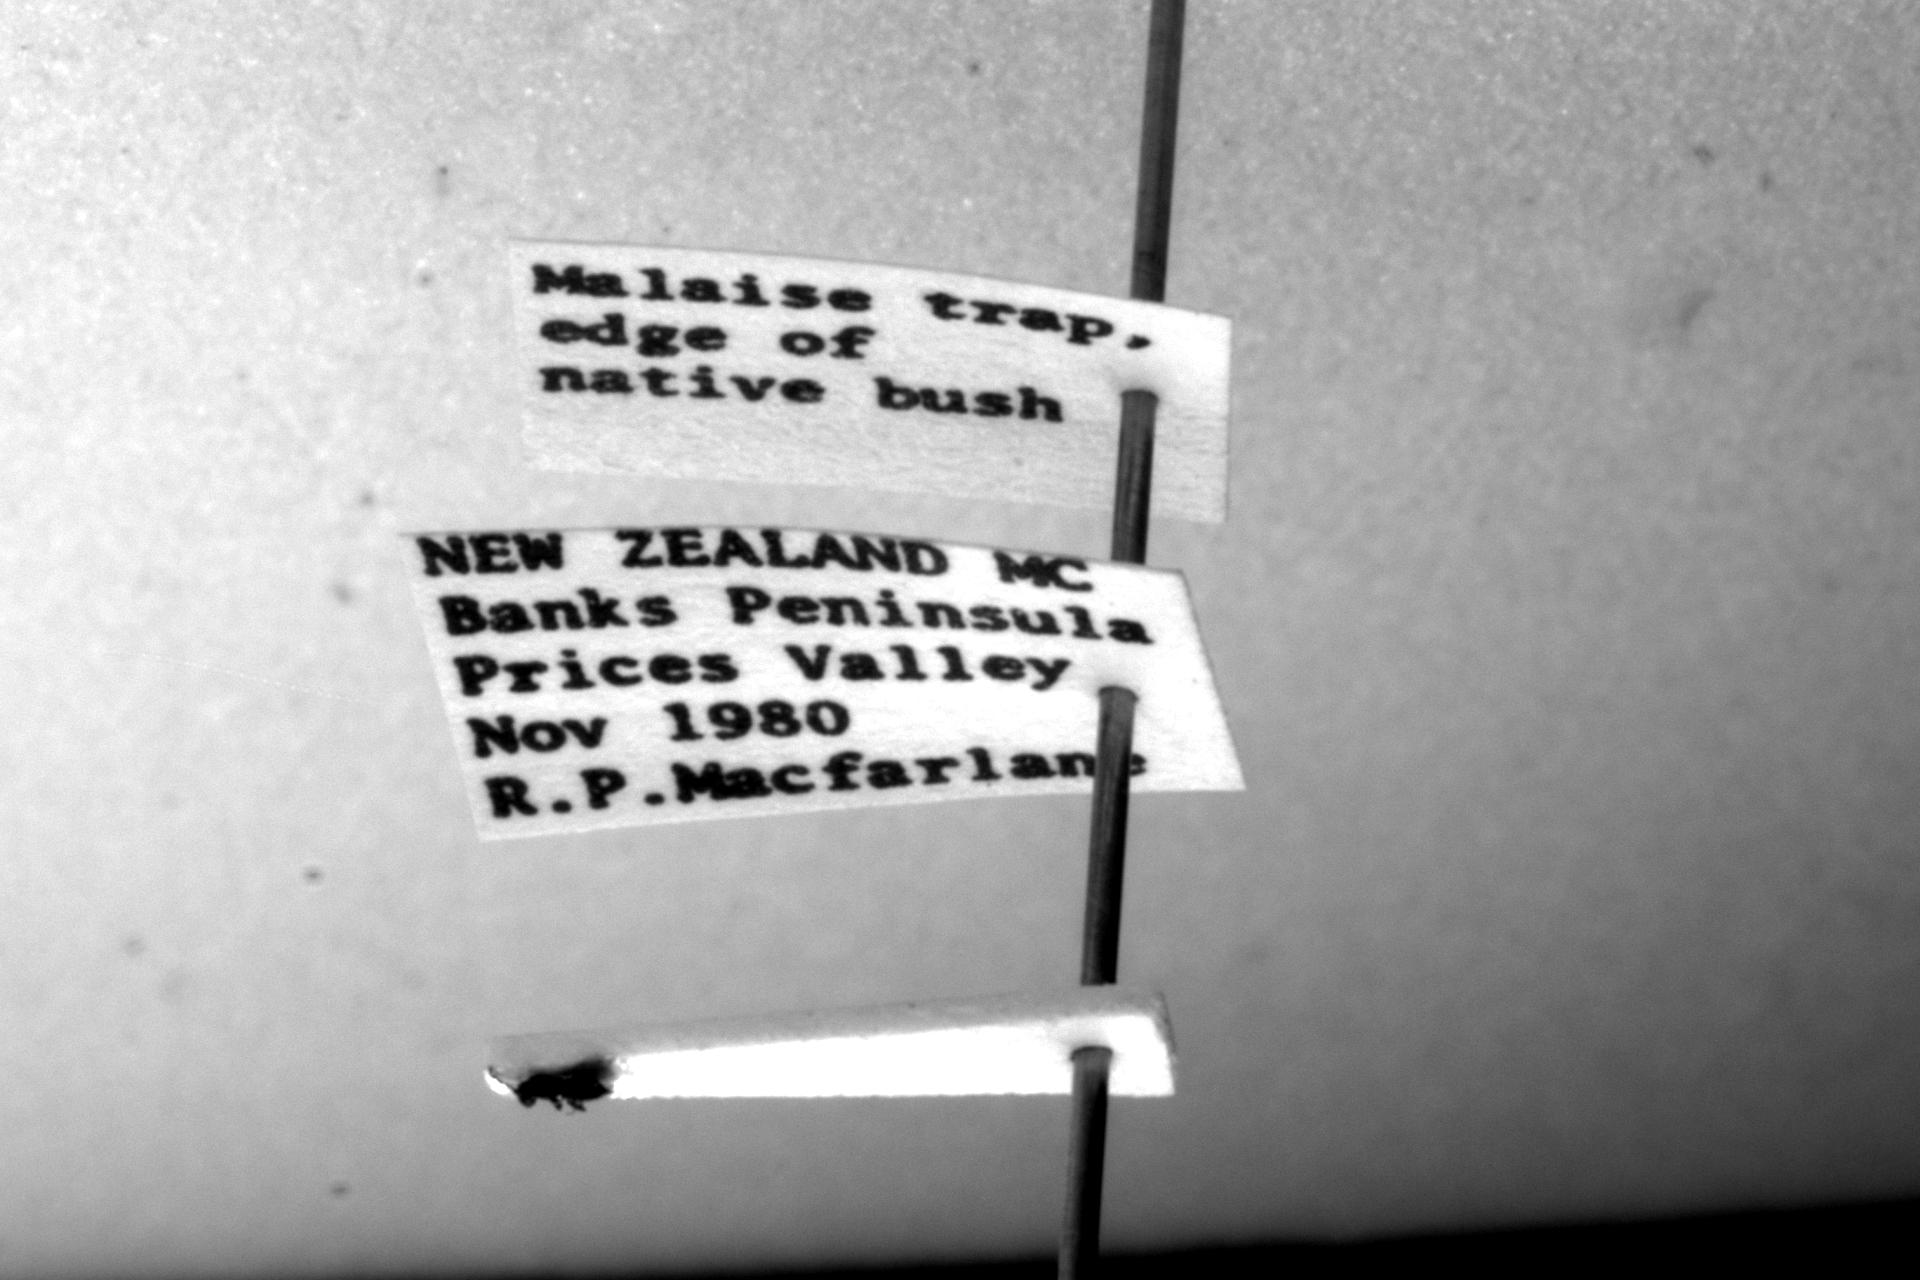 Malaise trap,
edge of
native bush
NEW ZEALAND MC
Banks Peninsula
Prices Valley
Nov 1980
R.P.Macfarlane